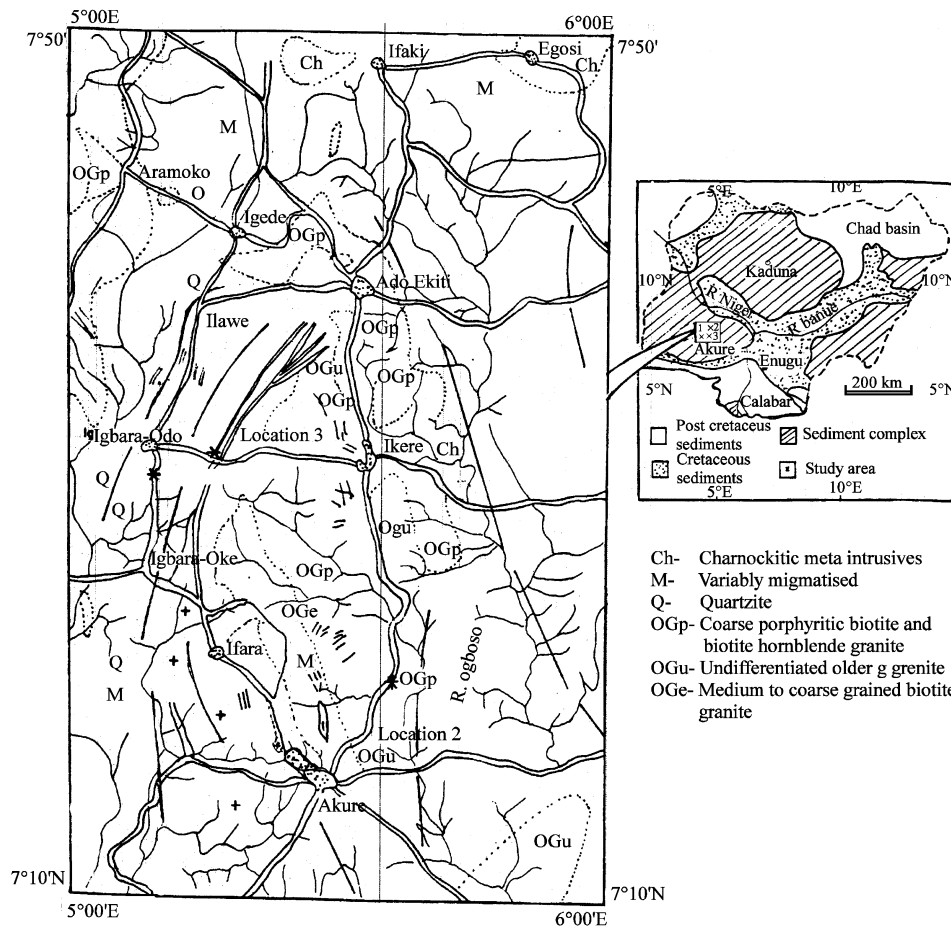 5°00'E
6°00'E
7°50'
7°50'
Ifaki
Egosi
Ch
Ch
M
M
OGp
Aramoko
O
Igede
OGp
Q
Ado Ekiti
Ilawe
OGp
OGu
OGp
OGp
Igbara-Odo
Location 3
Ikere
Ch
Q
Q
Ogu
OGp
Igbara-Oke
OGp
OGe
Ifara
M
Q
M
R. ogboso
OGp
Location 2
OGu
Akure
OGu
7°10'N
7°10'N
5°00'E
6°00'E
5°E
10°E
Chad basin
Kaduna
10°N
10°N
R Niger
R banue
1 ×2
××3
Akure
Enugu
5°N
5°N
200 km
Calabar
Post cretaceus
sediments
Sediment complex
Cretaceous
sediments
Study area
5°E
10°E
Ch- Charnockitic meta intrusives
M- Variably migmatised
Q- Quartzite
OGp- Coarse porphyritic biotite and
biotite hornblende granite
OGu- Undifferentiated older g grenite
OGe- Medium to coarse grained biotite
granite